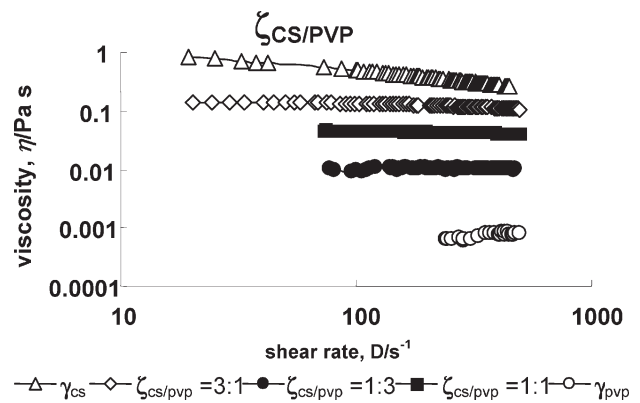 ζCS/PVP
viscosity, η/Pa s
1
0.1
0.01
0.001
0.0001
10 100 1000
shear rate, D/s⁻¹
γcs ζcs/pvp =3:1 ζcs/pvp =1:3 ζcs/pvp =1:1 γpvp